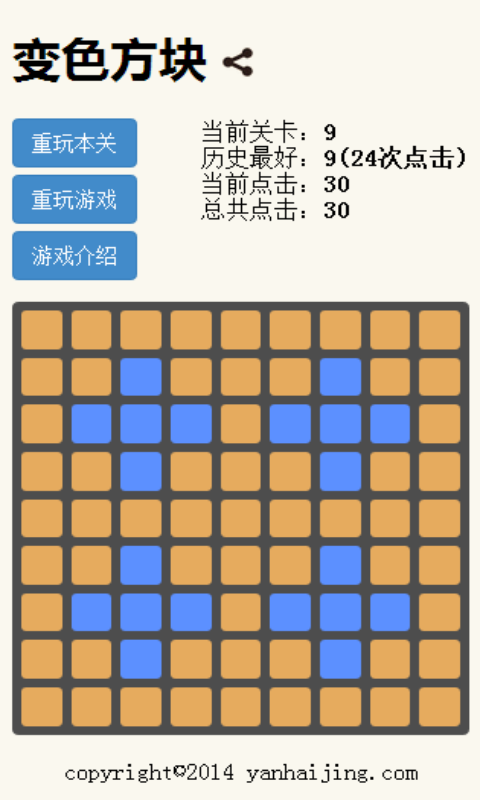 变色方块
重玩本关
重玩游戏
游戏介绍
当前关卡：9
历史最好：9(24次点击)
当前点击：30
总共点击：30
copyright©2014 yanhaijing.com